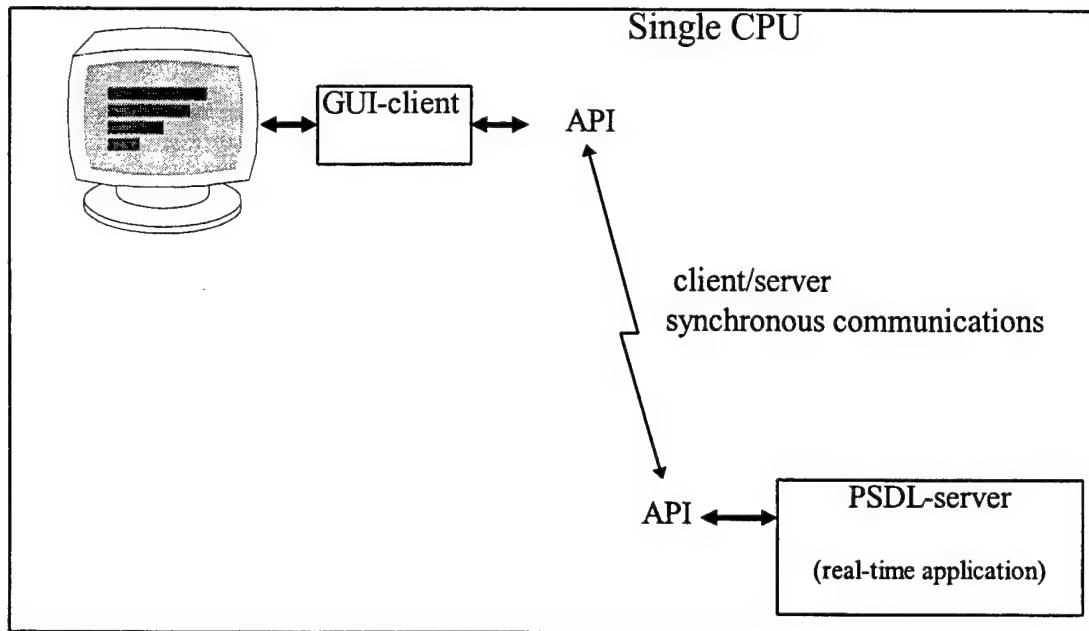 Single CPU
GUI-client
API
client/server
synchronous communications
API
PSDL-server
(real-time application)